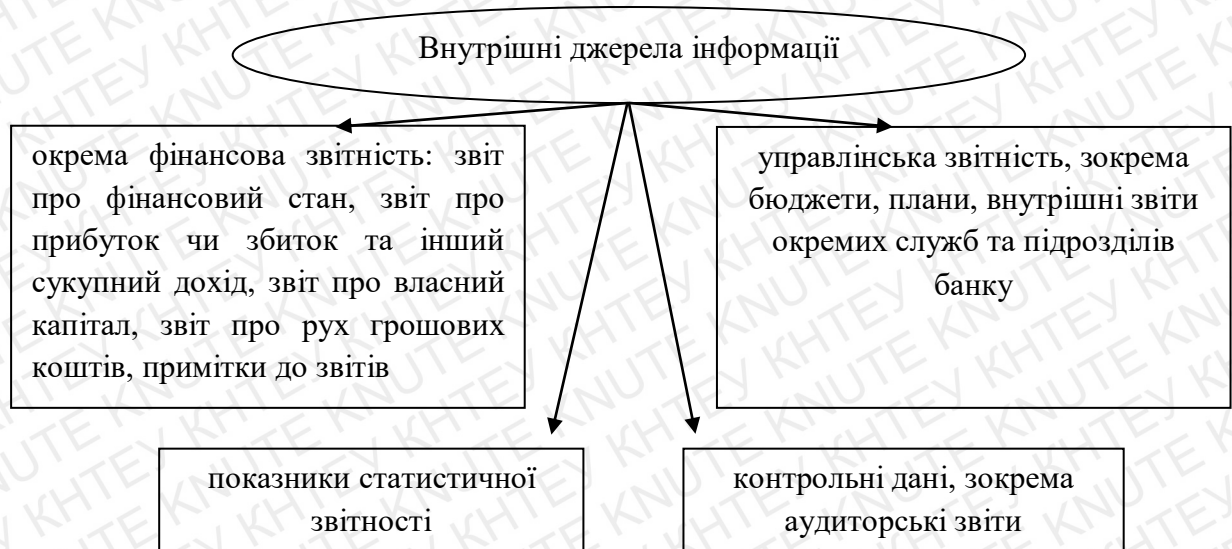 Внутрішні джерела інформації
окрема фінансова звітність: звіт
про фінансовий стан, звіт про
прибуток чи збиток та інший
сукупний дохід, звіт про власний
капітал, звіт про рух грошових
коштів, примітки до звітів
управлінська звітність, зокрема
бюджети, плани, внутрішні звіти
окремих служб та підрозділів
банку
показники статистичної
звітності
контрольні дані, зокрема
аудиторські звіти